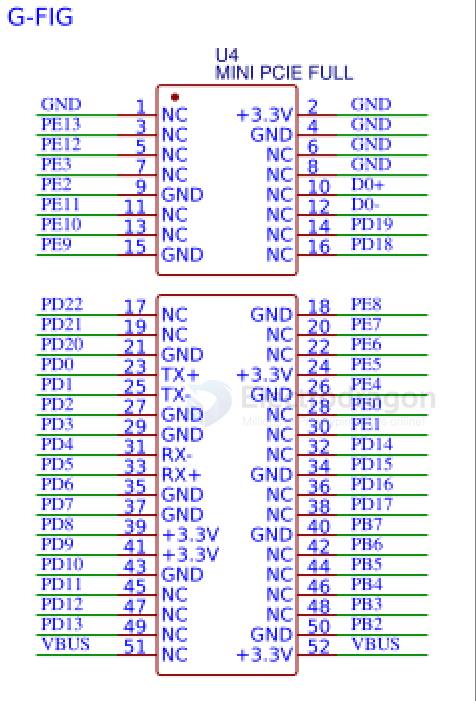 G-FIG
U4
MINI PCIE FULL
GND 1 NC +3.3V 2 GND
PE13 3 NC GND 4 GND
PE12 5 NC NC 6 GND
PE3 7 NC NC 8 GND
PE2 9 GND NC 10 D0+
PE11 11 NC NC 12 D0-
PE10 13 NC NC 14 PD19
PE9 15 GND NC 16 PD18
PD22 17 NC GND 18 PE8
PD21 19 NC NC 20 PE7
PD20 21 GND NC 22 PE6
PD0 23 TX+ +3.3V 24 PE5
PD1 25 TX- GND 26 PE4
PD2 27 GND NC 28 PE0
PD3 29 GND NC 30 PE1
PD4 31 RX- NC 32 PD14
PD5 33 RX+ GND 34 PD15
PD6 35 GND NC 36 PD16
PD7 37 GND NC 38 PD17
PD8 39 +3.3V GND 40 PB7
PD9 41 +3.3V NC 42 PB6
PD10 43 GND NC 44 PB5
PD11 45 NC NC 46 PB4
PD12 47 NC NC 48 PB3
PD13 49 NC GND 50 PB2
VBUS 51 NC +3.3V 52 VBUS